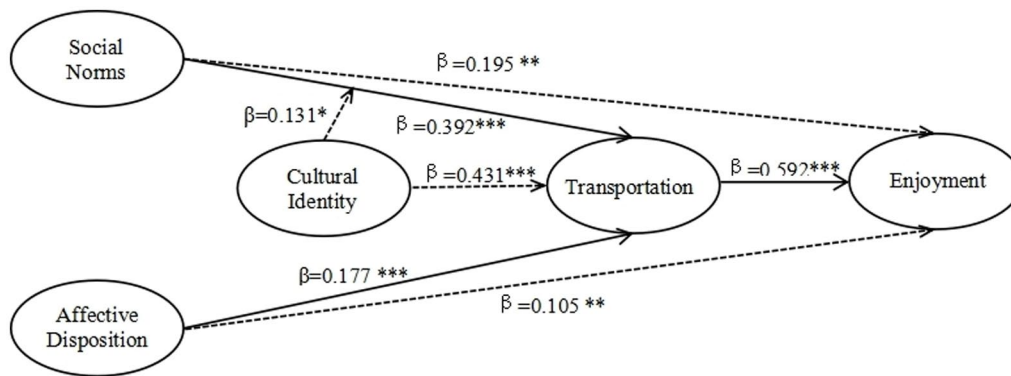 Social
Norms
β=0.195 **
β=0.131*
β=0.392***
Cultural
Identity
β=0.431***
Transportation
β=0.592***
Enjoyment
β=0.177 ***
β=0.105 **
Affective
Disposition